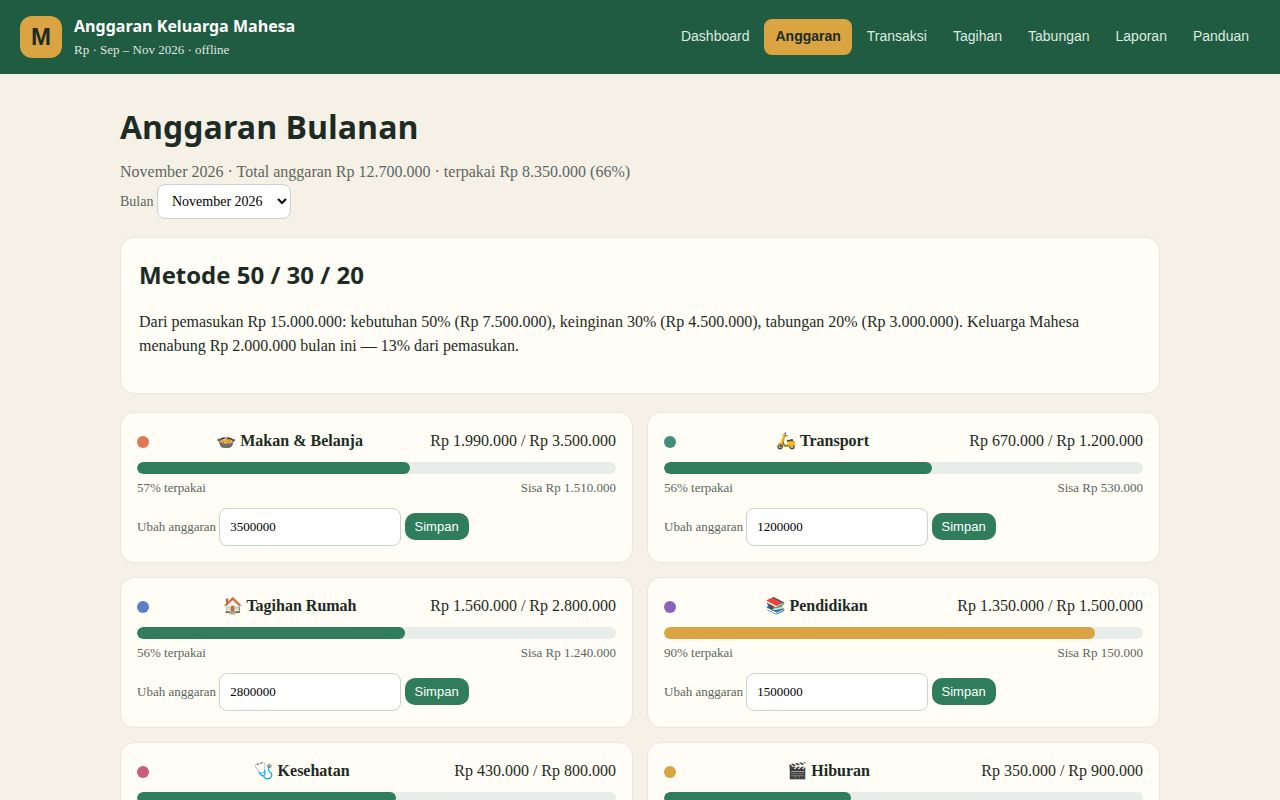 M
Anggaran Keluarga Mahesa
Rp · Sep – Nov 2026 · offline
Dashboard
Anggaran
Transaksi
Tagihan
Tabungan
Laporan
Panduan
Anggaran Bulanan
November 2026 · Total anggaran Rp 12.700.000 · terpakai Rp 8.350.000 (66%)
Bulan November 2026
Metode 50 / 30 / 20
Dari pemasukan Rp 15.000.000: kebutuhan 50% (Rp 7.500.000), keinginan 30% (Rp 4.500.000), tabungan 20% (Rp 3.000.000). Keluarga Mahesa
menabung Rp 2.000.000 bulan ini — 13% dari pemasukan.
🍲 Makan & Belanja Rp 1.990.000 / Rp 3.500.000
57% terpakai Sisa Rp 1.510.000
Ubah anggaran 3500000 Simpan
🛵 Transport Rp 670.000 / Rp 1.200.000
56% terpakai Sisa Rp 530.000
Ubah anggaran 1200000 Simpan
🏠 Tagihan Rumah Rp 1.560.000 / Rp 2.800.000
56% terpakai Sisa Rp 1.240.000
Ubah anggaran 2800000 Simpan
📚 Pendidikan Rp 1.350.000 / Rp 1.500.000
90% terpakai Sisa Rp 150.000
Ubah anggaran 1500000 Simpan
🩺 Kesehatan Rp 430.000 / Rp 800.000
🎬 Hiburan Rp 350.000 / Rp 900.000